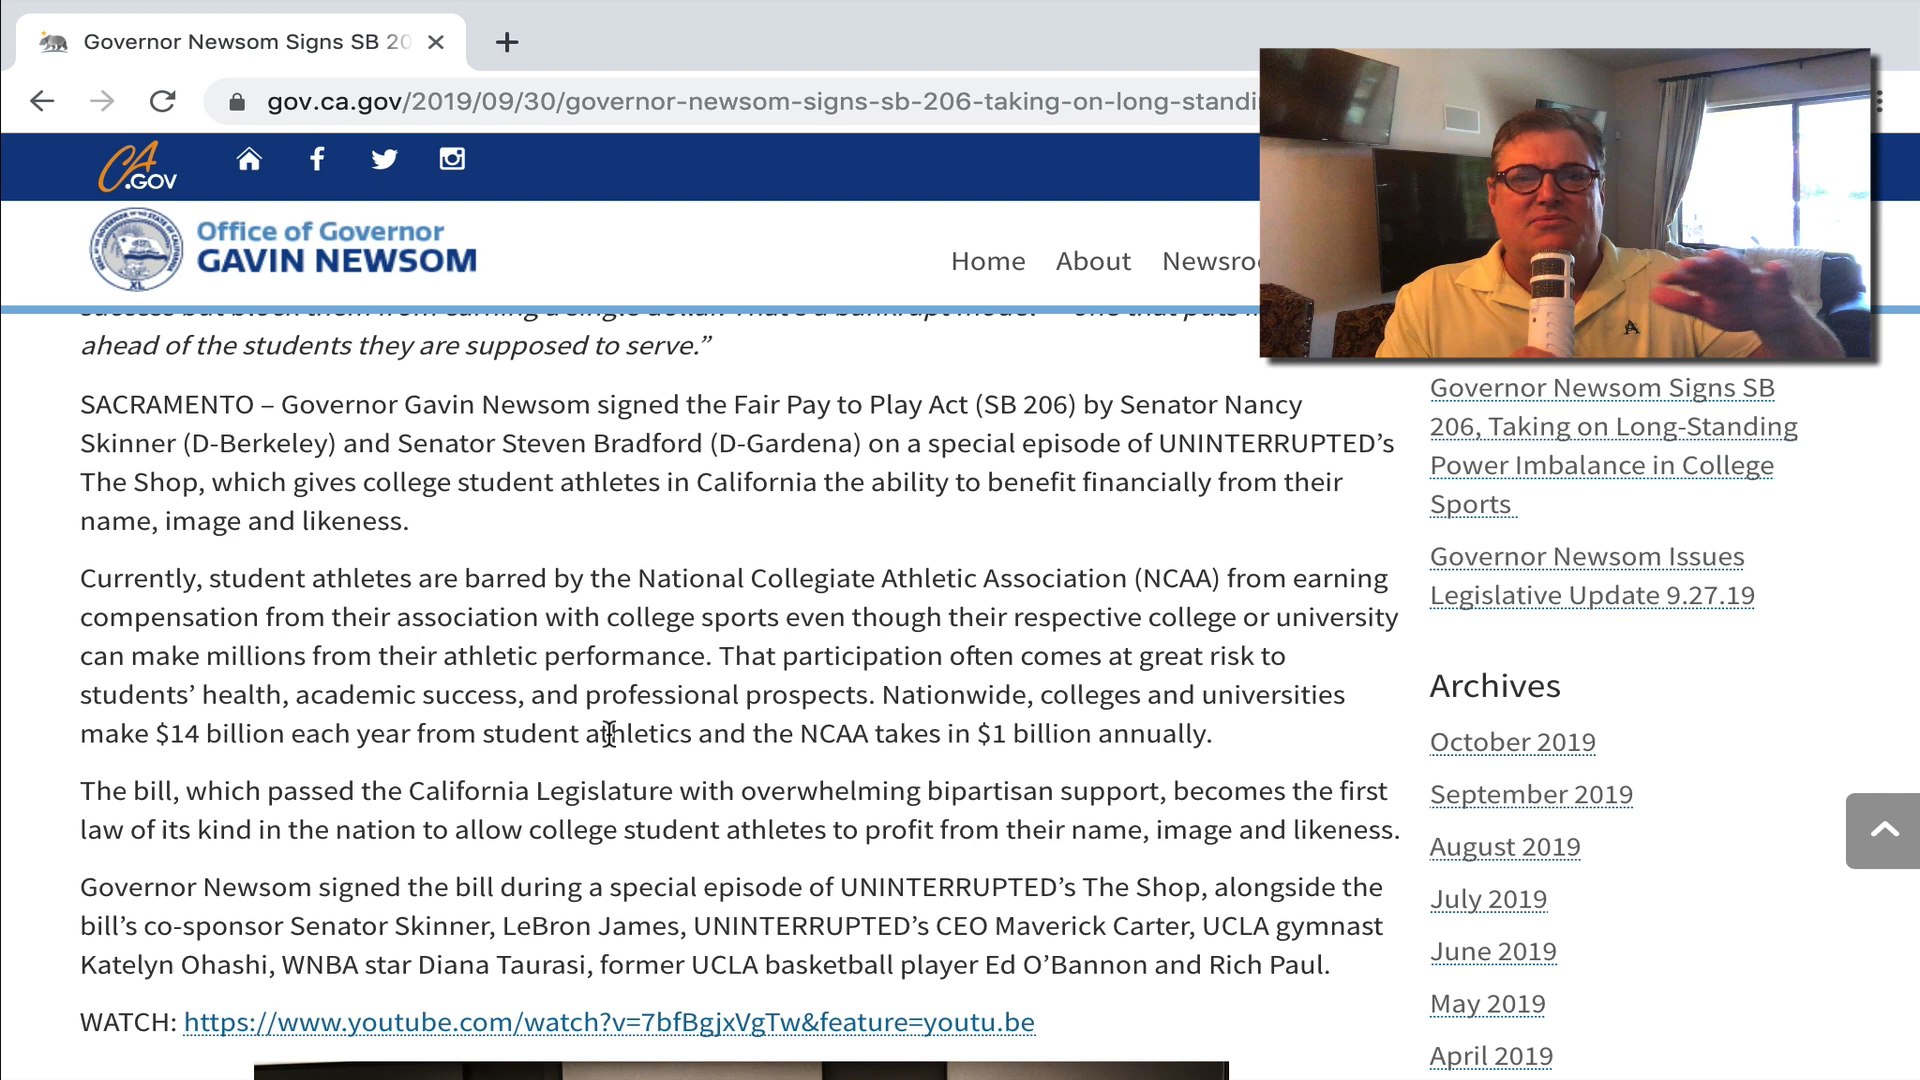 Governor Newsom Signs SB 20
gov.ca.gov/2019/09/30/governor-newsom-signs-sb-206-taking-on-long-standi
CA.GOV
Office of Governor
GAVIN NEWSOM
Home About Newsroo
ahead of the students they are supposed to serve.”
SACRAMENTO – Governor Gavin Newsom signed the Fair Pay to Play Act (SB 206) by Senator Nancy
Skinner (D-Berkeley) and Senator Steven Bradford (D-Gardena) on a special episode of UNINTERRUPTED’s
The Shop, which gives college student athletes in California the ability to benefit financially from their
name, image and likeness.
Currently, student athletes are barred by the National Collegiate Athletic Association (NCAA) from earning
compensation from their association with college sports even though their respective college or university
can make millions from their athletic performance. That participation often comes at great risk to
students’ health, academic success, and professional prospects. Nationwide, colleges and universities
make $14 billion each year from student athletics and the NCAA takes in $1 billion annually.
The bill, which passed the California Legislature with overwhelming bipartisan support, becomes the first
law of its kind in the nation to allow college student athletes to profit from their name, image and likeness.
Governor Newsom signed the bill during a special episode of UNINTERRUPTED’s The Shop, alongside the
bill’s co-sponsor Senator Skinner, LeBron James, UNINTERRUPTED’s CEO Maverick Carter, UCLA gymnast
Katelyn Ohashi, WNBA star Diana Taurasi, former UCLA basketball player Ed O’Bannon and Rich Paul.
WATCH: https://www.youtube.com/watch?v=7bfBgjxVgTw&feature=youtu.be
Governor Newsom Signs SB
206, Taking on Long-Standing
Power Imbalance in College
Sports
Governor Newsom Issues
Legislative Update 9.27.19
Archives
October 2019
September 2019
August 2019
July 2019
June 2019
May 2019
April 2019